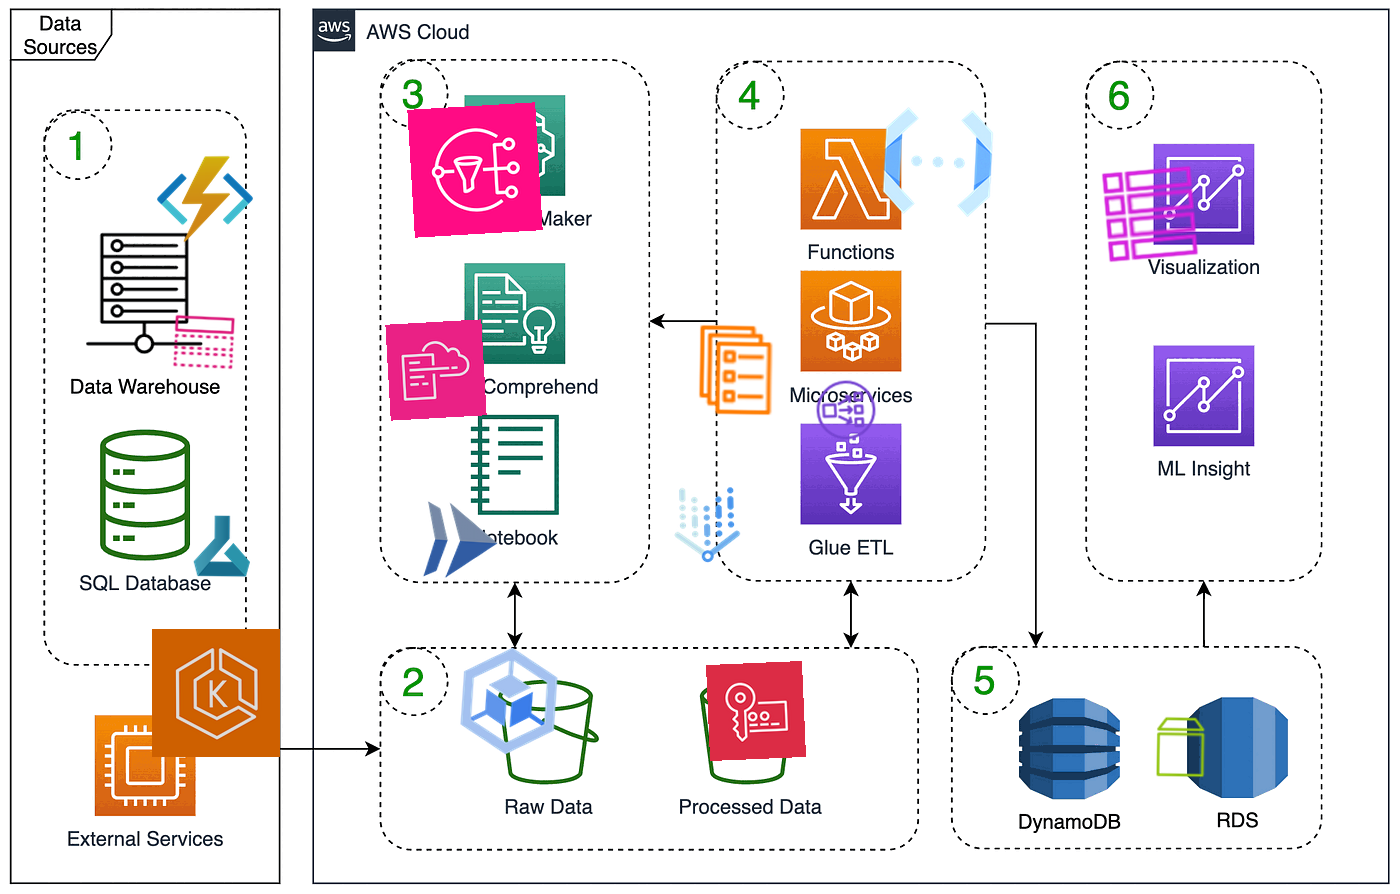 Data
Sources
aws
AWS Cloud
1
Data Warehouse
SQL Database
K
External Services
3
Maker
Comprehend
otebook
4
Functions
Microservices
Glue ETL
6
Visualization
ML Insight
2
Raw Data
Processed Data
5
DynamoDB
RDS